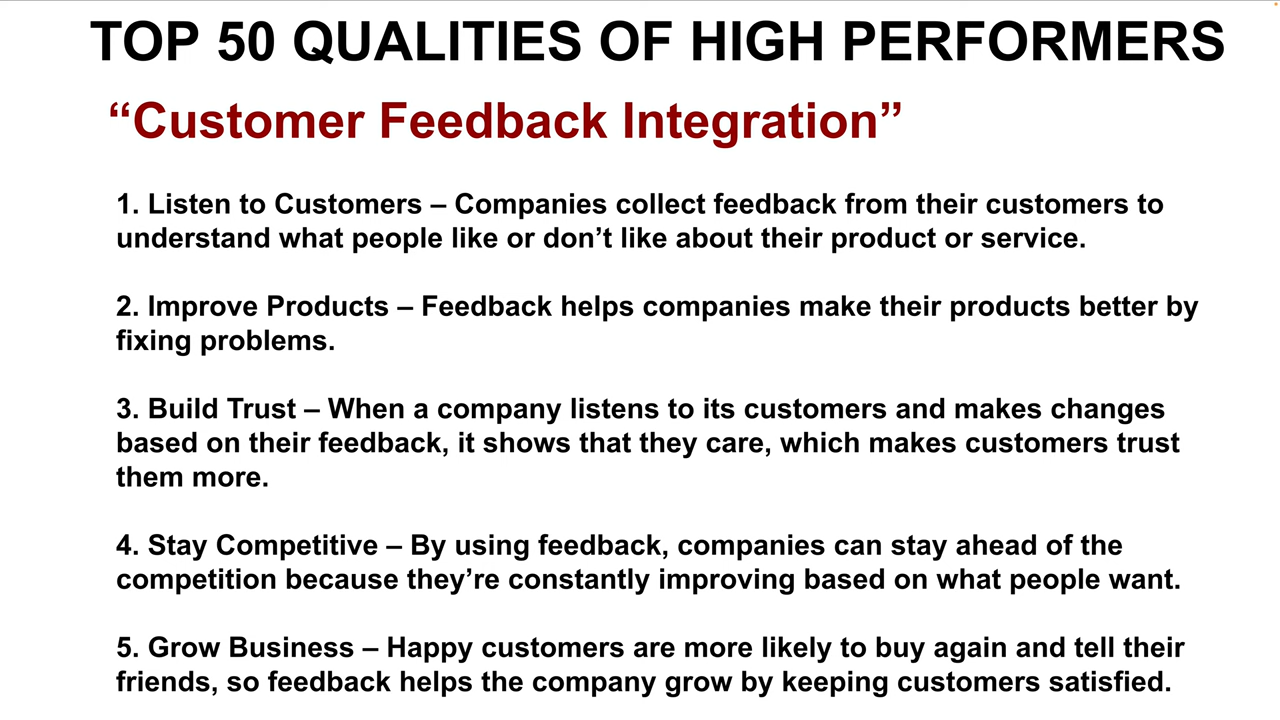 TOP 50 QUALITIES OF HIGH PERFORMERS
“Customer Feedback Integration”
1. Listen to Customers – Companies collect feedback from their customers to
understand what people like or don’t like about their product or service.
2. Improve Products – Feedback helps companies make their products better by
fixing problems.
3. Build Trust – When a company listens to its customers and makes changes
based on their feedback, it shows that they care, which makes customers trust
them more.
4. Stay Competitive – By using feedback, companies can stay ahead of the
competition because they’re constantly improving based on what people want.
5. Grow Business – Happy customers are more likely to buy again and tell their
friends, so feedback helps the company grow by keeping customers satisfied.